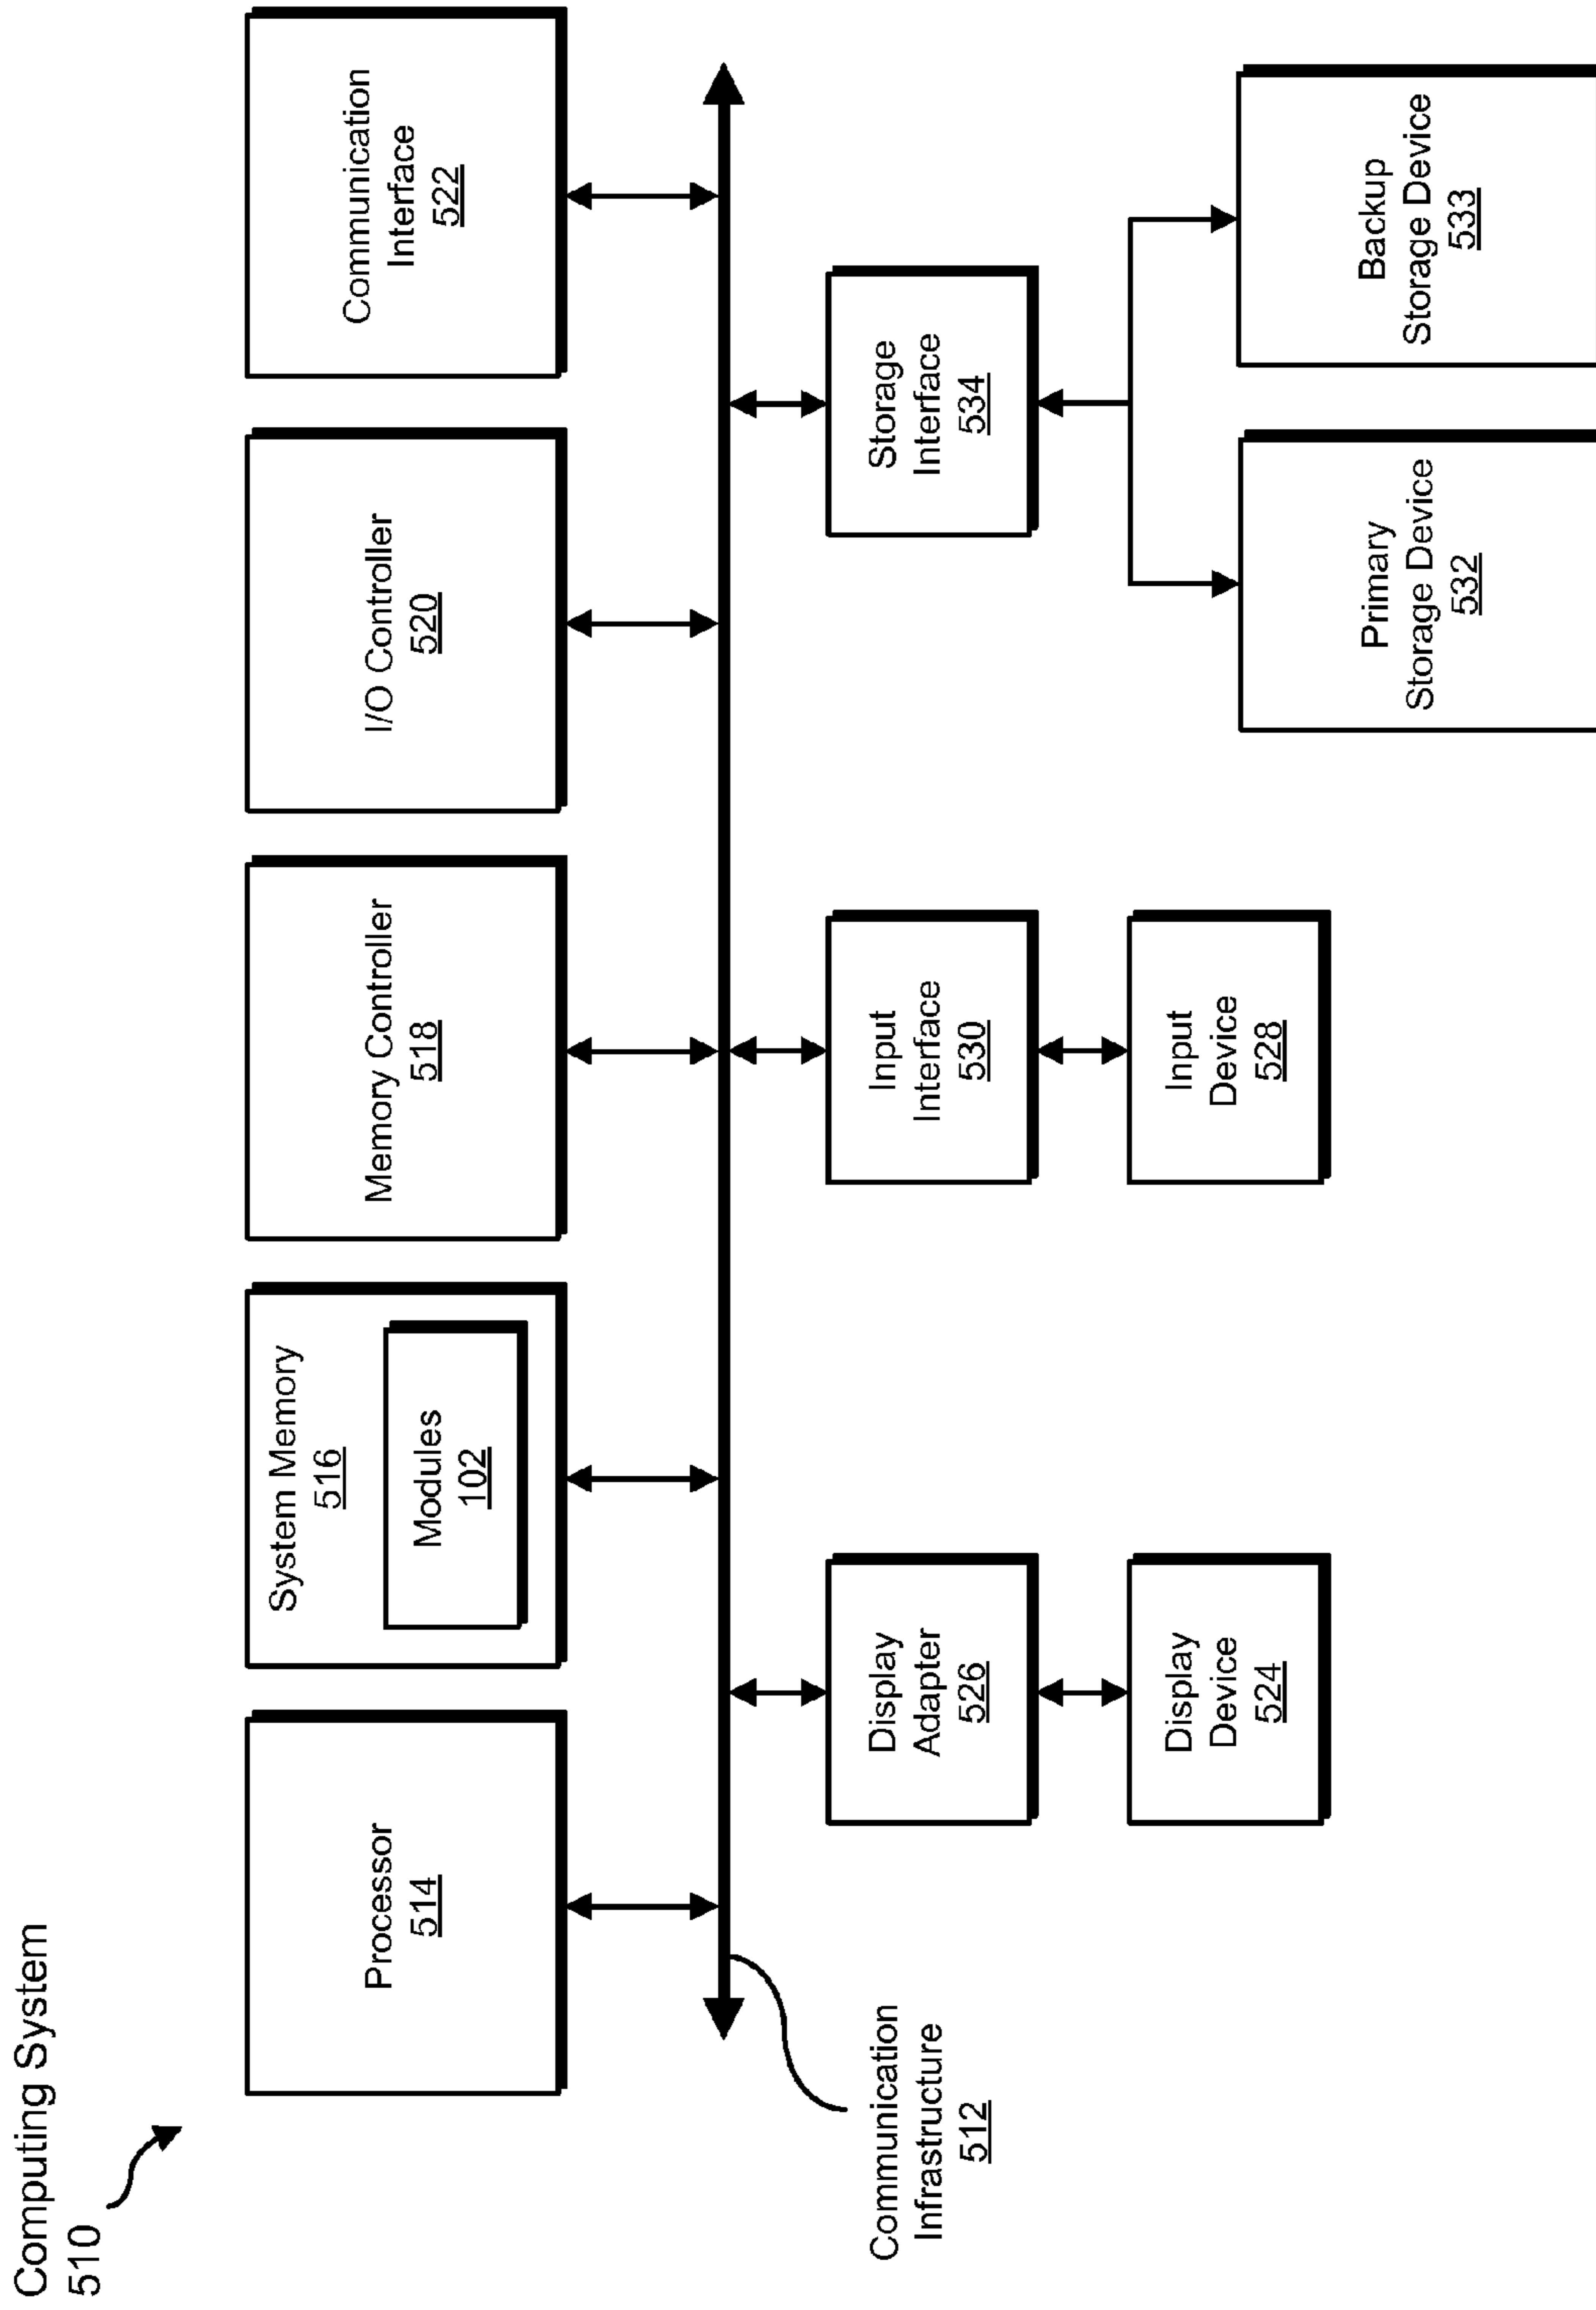 Computing System
510
Processor
514
System Memory
516
Modules
102
Memory Controller
518
I/O Controller
520
Communication
Interface
522
Communication
Infrastructure
512
Display
Adapter
526
Input
Interface
530
Storage
Interface
534
Display
Device
524
Input
Device
528
Primary
Storage Device
532
Backup
Storage Device
533